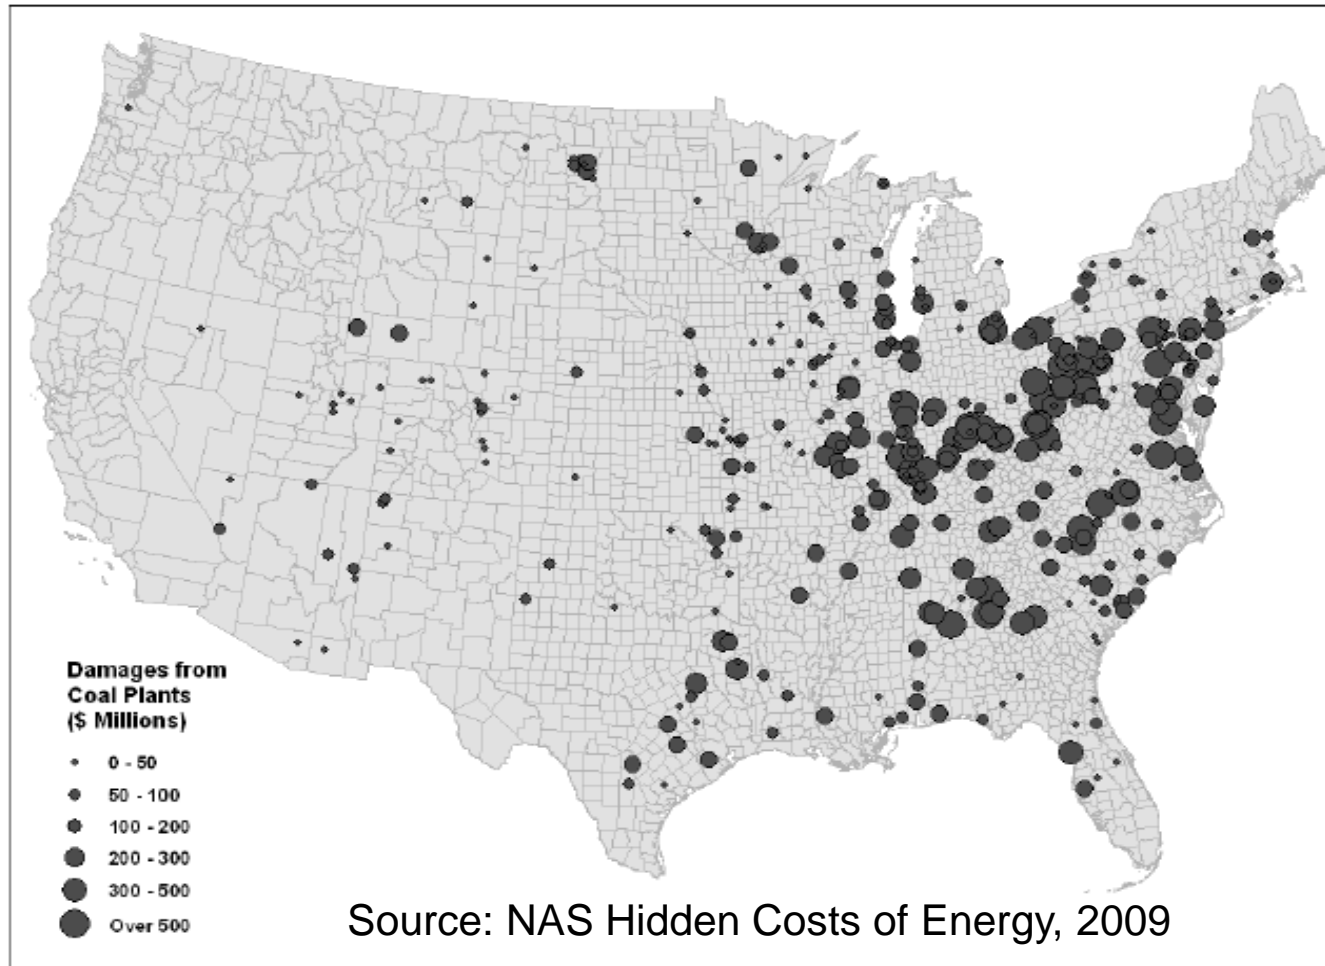 Damages from
Coal Plants
($ Millions)
0 - 50
50 - 100
100 - 200
200 - 300
300 - 500
Over 500
Source: NAS Hidden Costs of Energy, 2009